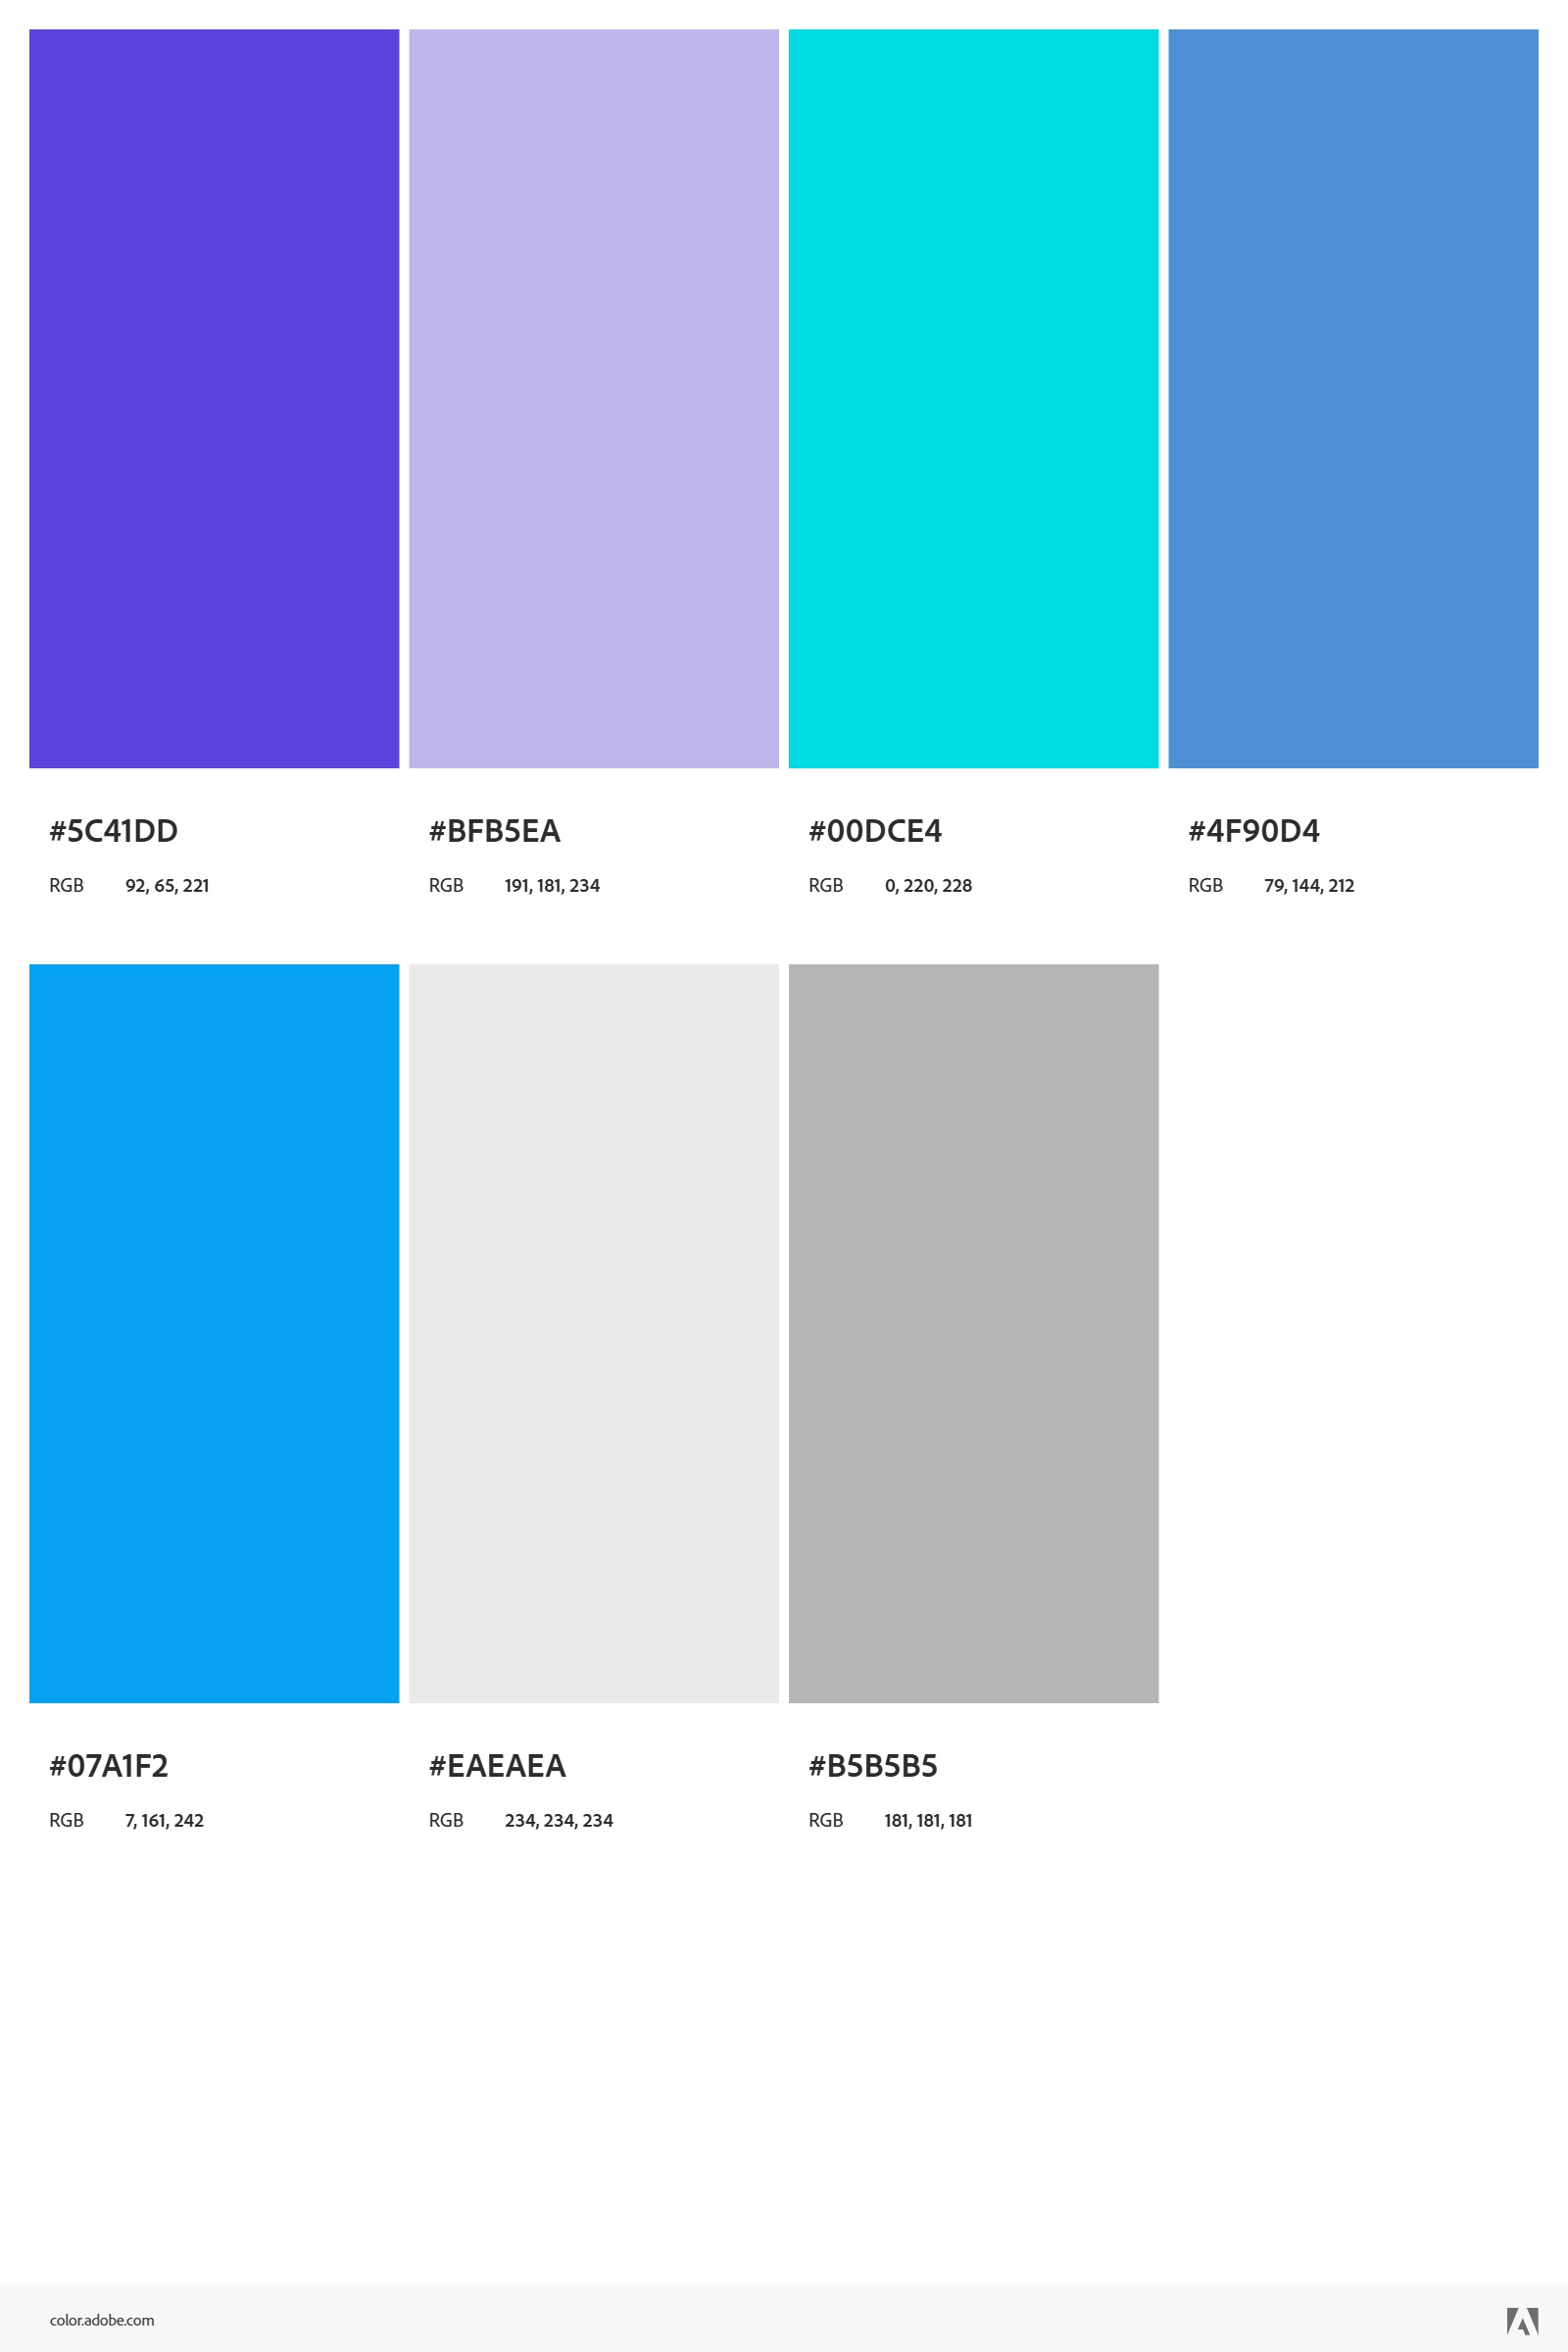 #5C41DD #BFB5EA #00DCE4 #4F90D4
RGB 92, 65, 221 RGB 191, 181, 234 RGB 0, 220, 228 RGB 79, 144, 212
#07A1F2 #EAEAEA #B5B5B5
RGB 7, 161, 242 RGB 234, 234, 234 RGB 181, 181, 181
color.adobe.com